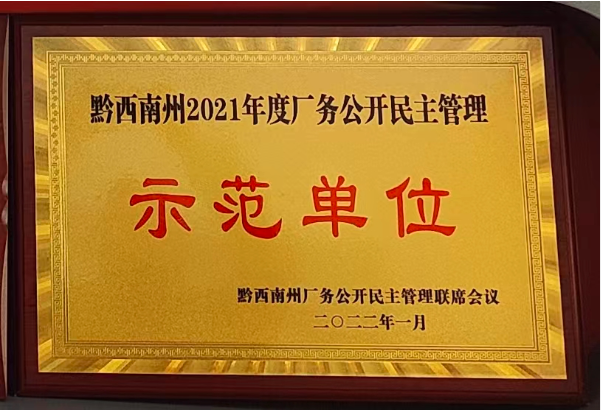 黔西南州2021年度厂务公开民主管理
示范单位
黔西南州厂务公开民主管理联席会议
二〇二二年一月